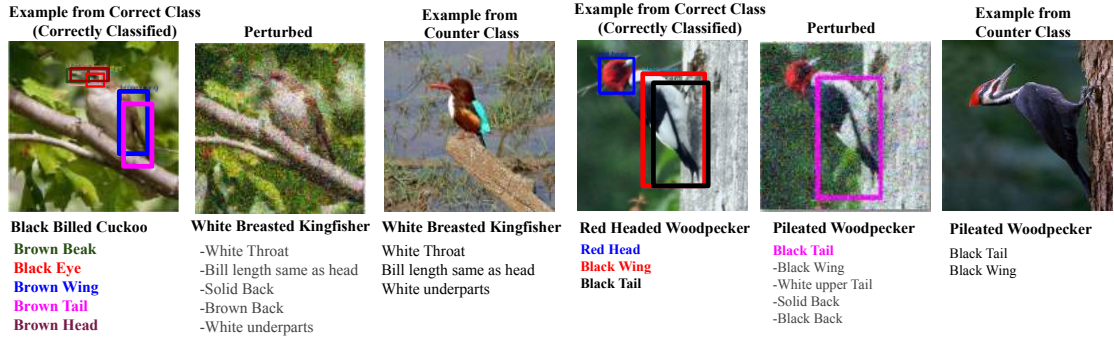 Example from Correct Class
(Correctly Classified)
Perturbed
Example from
Counter Class
Example from Correct Class
(Correctly Classified)
Perturbed
Example from
Counter Class
Black Billed Cuckoo
Brown Beak
Black Eye
Brown Wing
Brown Tail
Brown Head
White Breasted Kingfisher
-White Throat
-Bill length same as head
-Solid Back
-Brown Back
-White underparts
White Breasted Kingfisher
White Throat
Bill length same as head
White underparts
Red Headed Woodpecker
Red Head
Black Wing
Black Tail
Pileated Woodpecker
Black Tail
-Black Wing
-White upper Tail
-Solid Back
-Black Back
Pileated Woodpecker
Black Tail
Black Wing